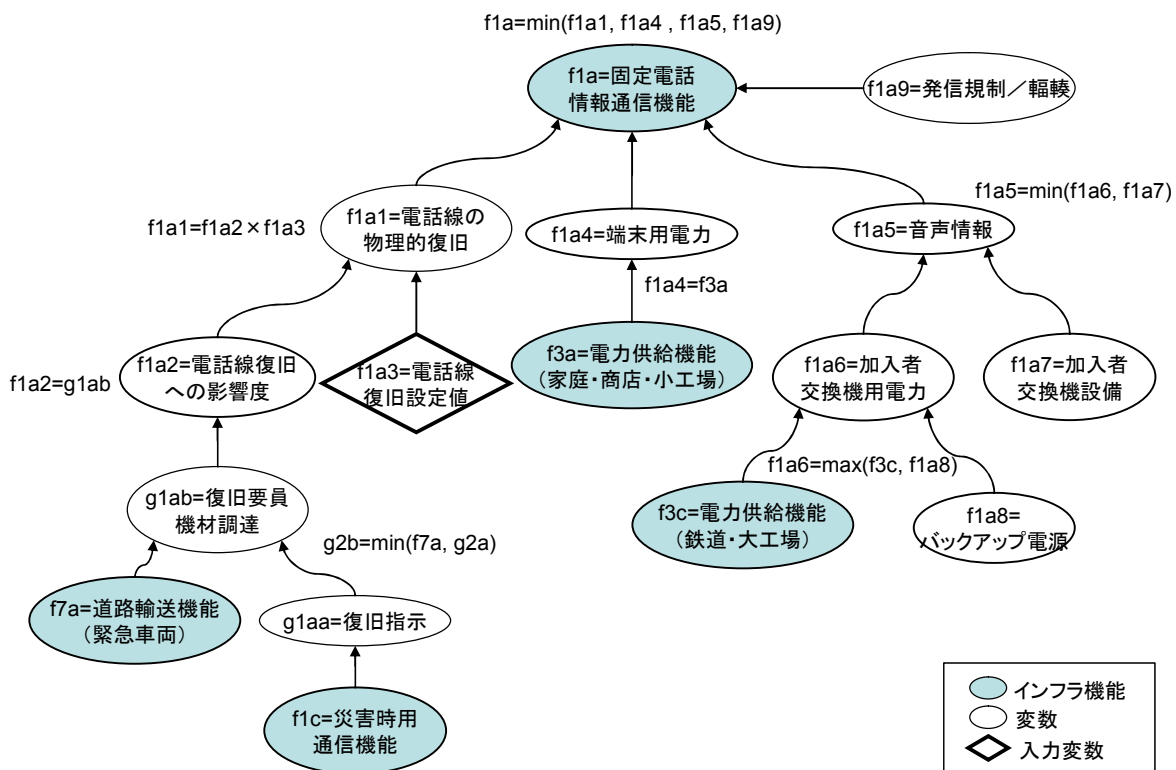 f1a=min(f1a1, f1a4 , f1a5, f1a9)
f1a=固定電話
情報通信機能
f1a9=発信規制／輻輳
f1a5=min(f1a6, f1a7)
f1a1=f1a2×f1a3
f1a1=電話線の
物理的復旧
f1a4=端末用電力
f1a5=音声情報
f1a4=f3a
f1a2=g1ab
f1a2=電話線復旧
への影響度
f1a3=電話線
復旧設定値
f3a=電力供給機能
（家庭・商店・小工場）
f1a6=加入者
交換機用電力
f1a7=加入者
交換機設備
f1a6=max(f3c, f1a8)
g1ab=復旧要員
機材調達
f3c=電力供給機能
（鉄道・大工場）
f1a8=
バックアップ電源
g2b=min(f7a, g2a)
f7a=道路輸送機能
（緊急車両）
g1aa=復旧指示
f1c=災害時用
通信機能
インフラ機能
変数
入力変数